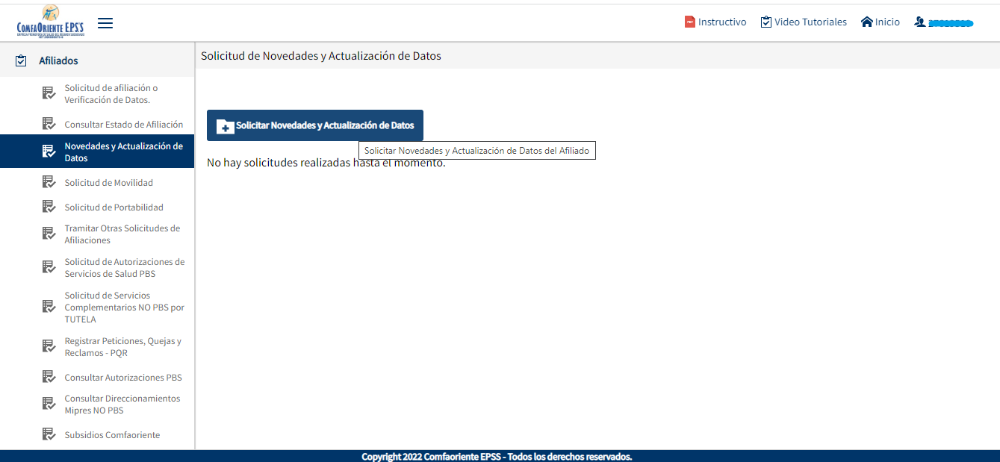 COMFAORIENTE EPS'S
Instructivo
Video Tutoriales
Inicio
Afiliados
Solicitud de Novedades y Actualización de Datos
Solicitud de afiliación o
Verificación de Datos.
Consultar Estado de Afiliación
Novedades y Actualización de
Datos
Solicitud de Movilidad
Solicitud de Portabilidad
Tramitar Otras Solicitudes de
Afiliaciones
Solicitud de Autorizaciones de
Servicios de Salud PBS
Solicitud de Servicios
Complementarios NO PBS por
TUTELA
Registrar Peticiones, Quejas y
Reclamos - PQR
Consultar Autorizaciones PBS
Consultar Direccionamientos
Mipres NO PBS
Subsidios Comfaoriente
Solicitar Novedades y Actualización de Datos
Solicitar Novedades y Actualización de Datos del Afiliado
No hay solicitudes realizadas hasta el momento.
Copyright 2022 Comfaoriente EPSS - Todos los derechos reservados.